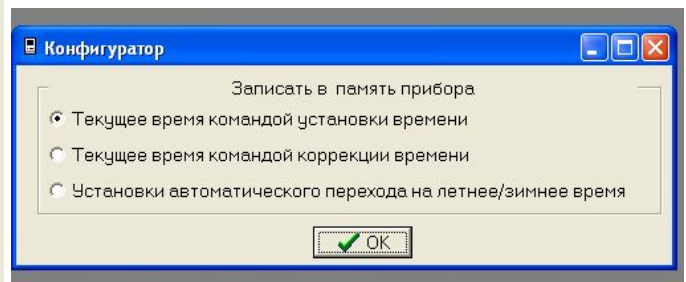 Конфигуратор
Записать в память прибора
Текущее время командой установки времени
Текущее время командой коррекции времени
Установки автоматического перехода на летнее/зимнее время
OK